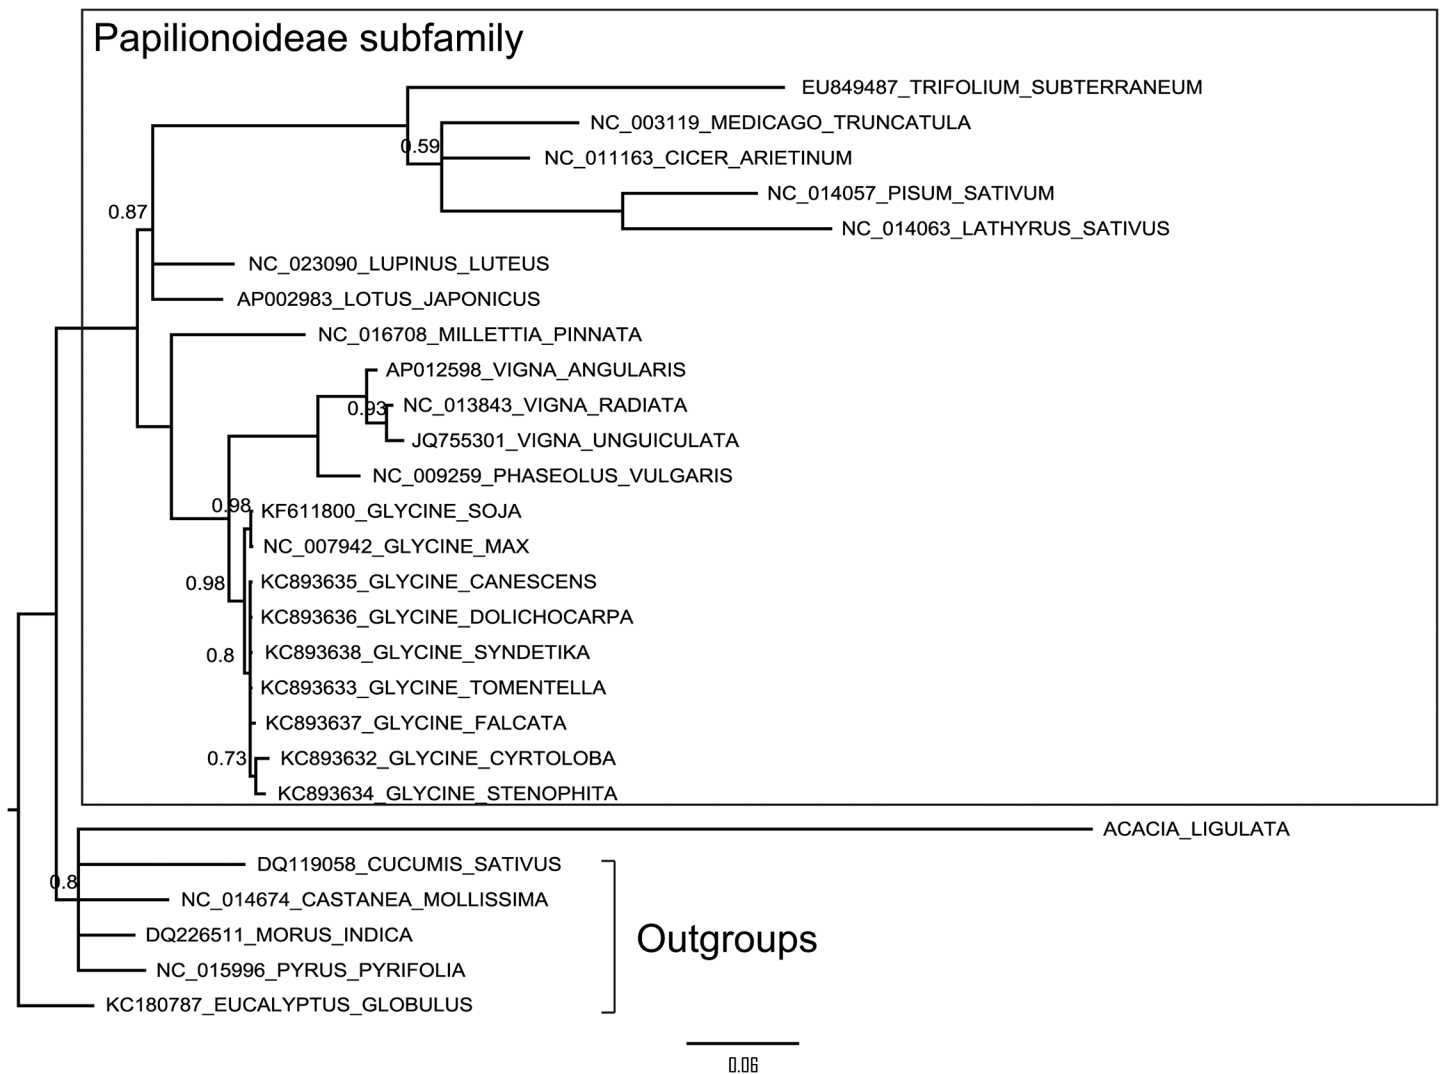 Papilionoideae subfamily
EU849487_TRIFOLIUM_SUBTERRANEUM
NC_003119_MEDICAGO_TRUNCATULA
0.59
NC_011163_CICER_ARIETINUM
NC_014057_PISUM_SATIVUM
0.87
NC_014063_LATHYRUS_SATIVUS
NC_023090_LUPINUS_LUTEUS
AP002983_LOTUS_JAPONICUS
NC_016708_MILLETTIA_PINNATA
AP012598_VIGNA_ANGULARIS
0.93
NC_013843_VIGNA_RADIATA
JQ755301_VIGNA_UNGUICULATA
NC_009259_PHASEOLUS_VULGARIS
0.98
KF611800_GLYCINE_SOJA
NC_007942_GLYCINE_MAX
0.98
KC893635_GLYCINE_CANESCENS
KC893636_GLYCINE_DOLICHOCARPA
0.8
KC893638_GLYCINE_SYNDETIKA
KC893633_GLYCINE_TOMENTELLA
KC893637_GLYCINE_FALCATA
0.73
KC893632_GLYCINE_CYRTOLOBA
KC893634_GLYCINE_STENOPHITA
ACACIA_LIGULATA
DQ119058_CUCUMIS_SATIVUS
0.8
NC_014674_CASTANEA_MOLLISSIMA
DQ226511_MORUS_INDICA
Outgroups
NC_015996_PYRUS_PYRIFOLIA
KC180787_EUCALYPTUS_GLOBULUS
0.06